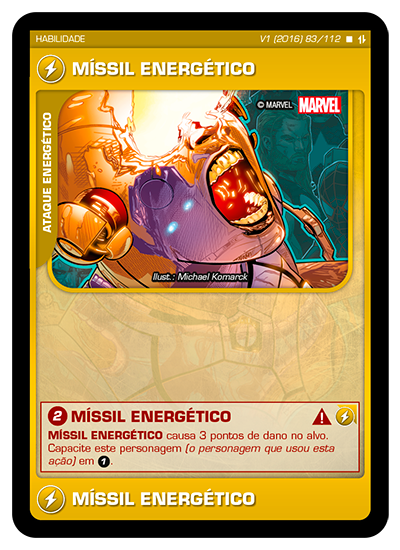 HABILIDADE
V1 (2016) 83/112
MÍSSIL ENERGÉTICO
© MARVEL MARVEL
ATAQUE ENERGÉTICO
Ilust.: Michael Komarck
2 MÍSSIL ENERGÉTICO
MÍSSIL ENERGÉTICO causa 3 pontos de dano no alvo.
Capacite este personagem (o personagem que usou esta
ação) em 1.
MÍSSIL ENERGÉTICO